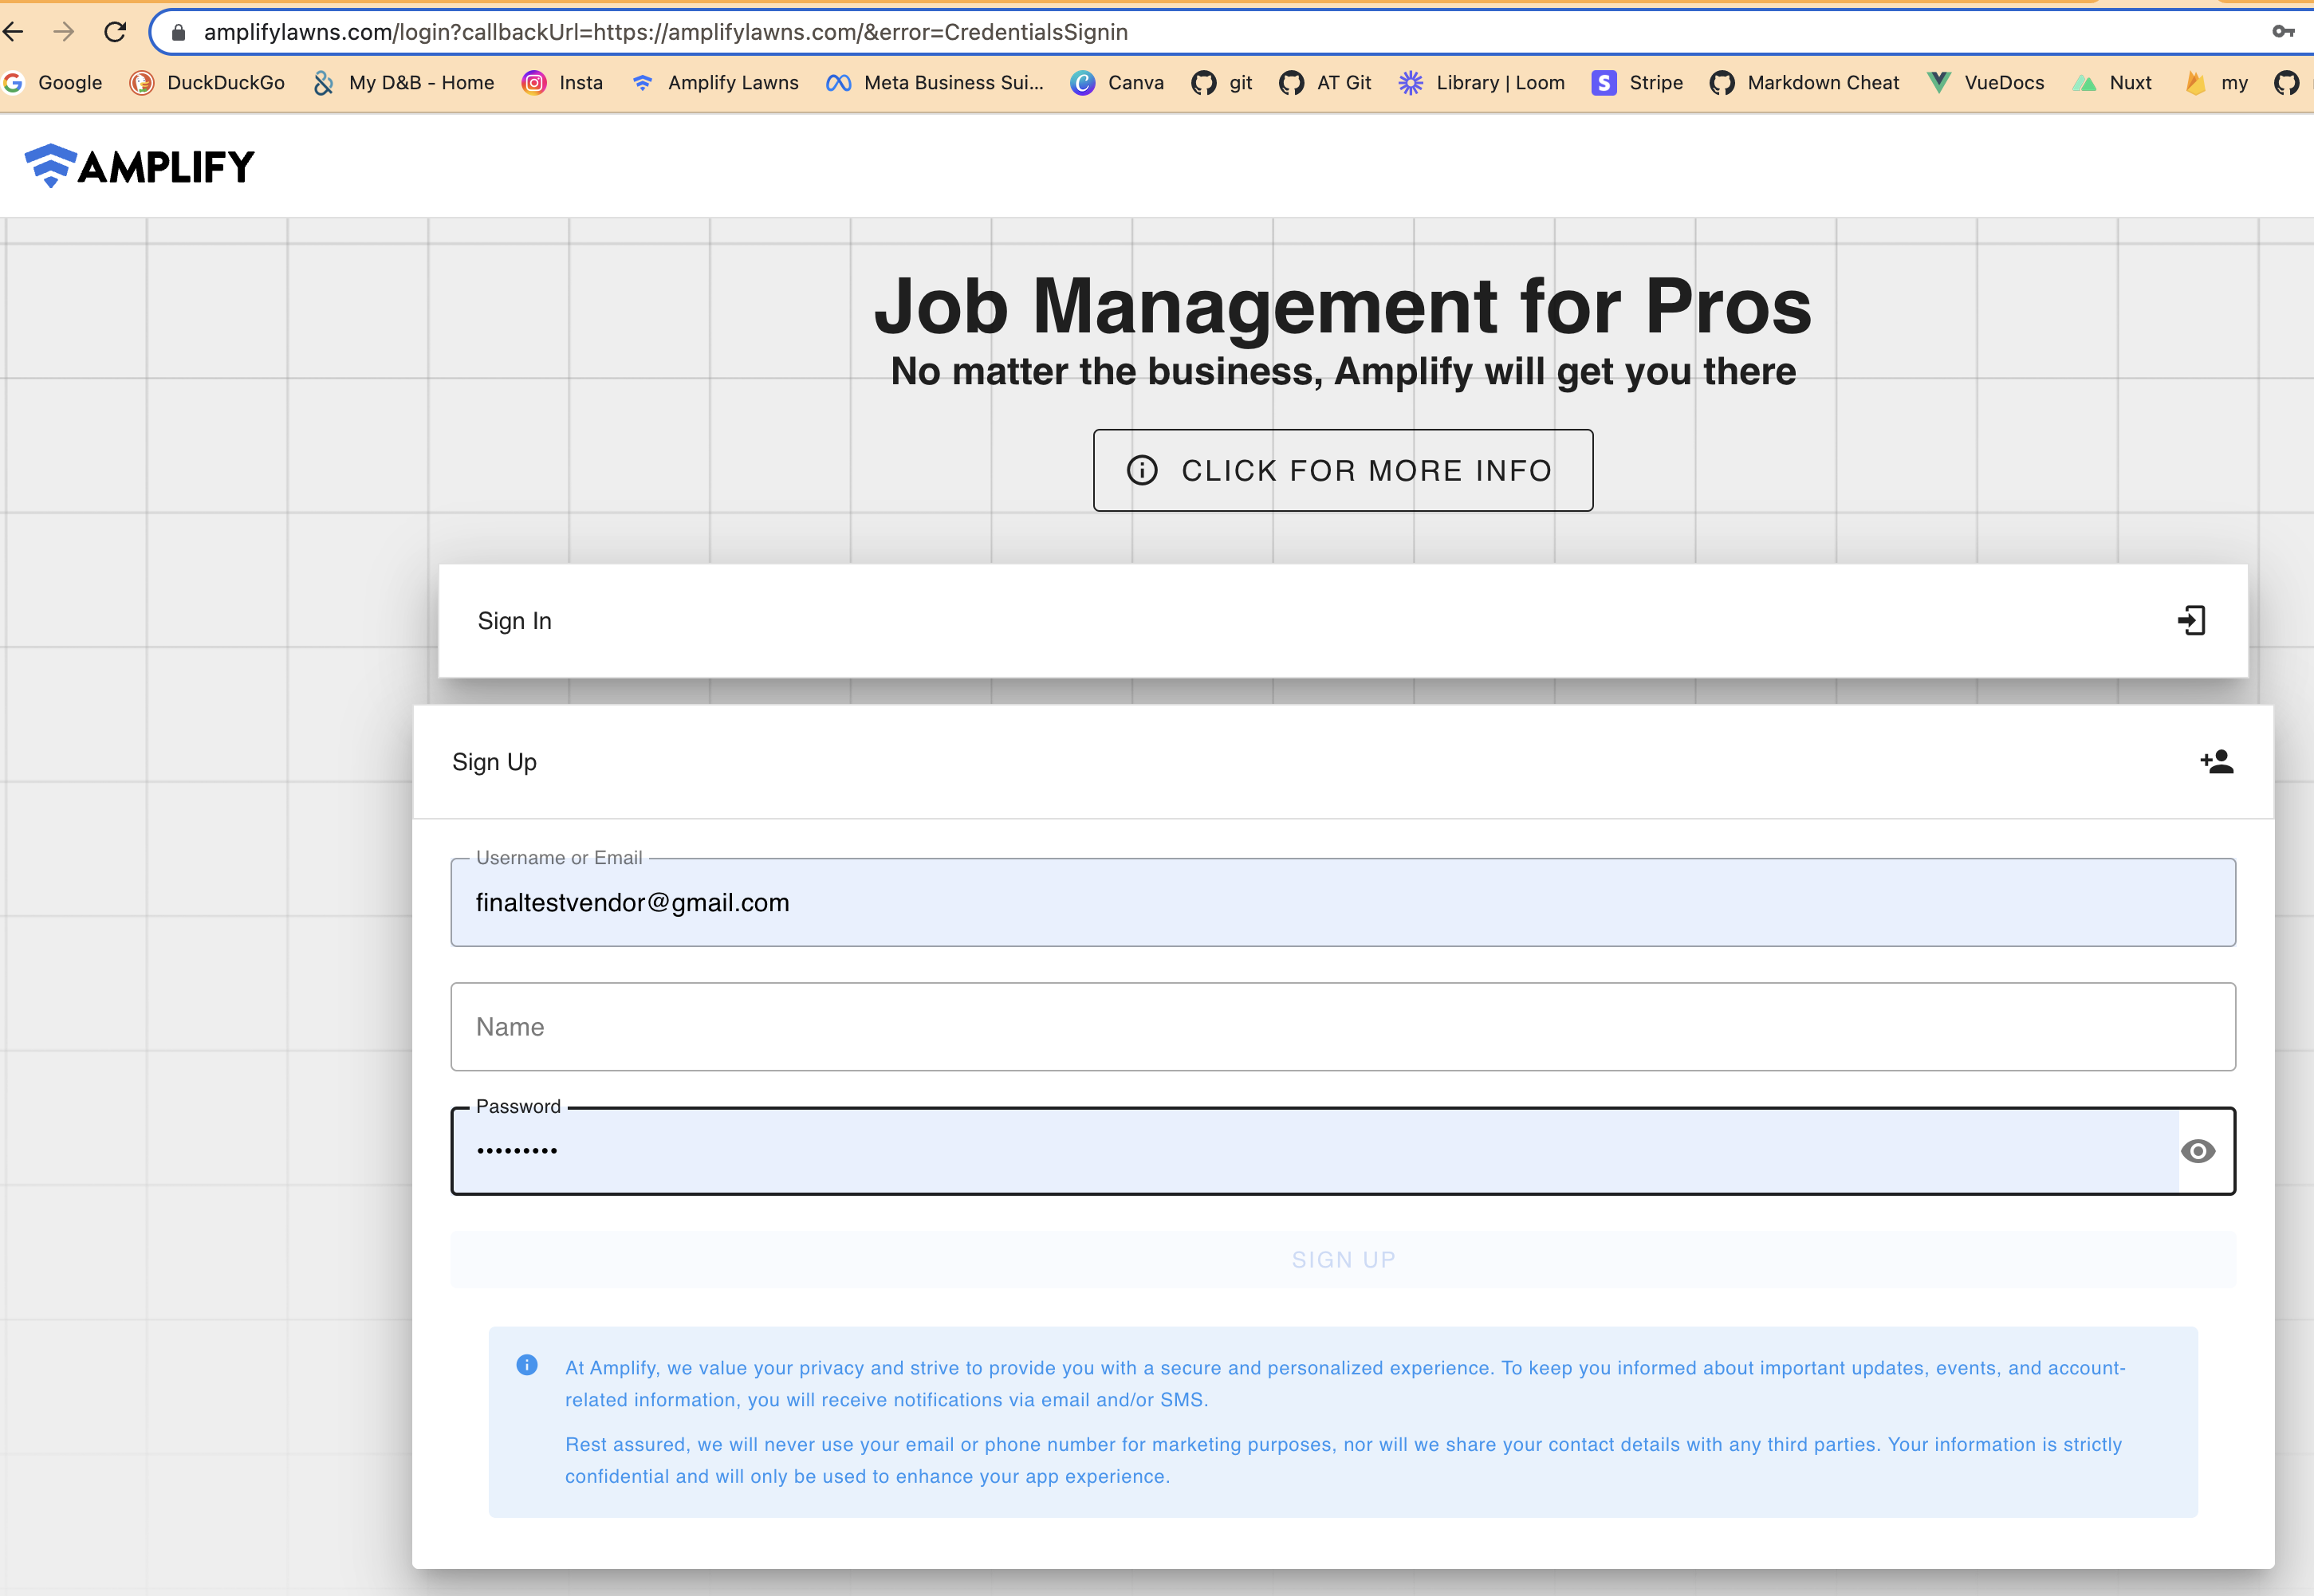 amplifylawns.com/login?callbackUrl=https://amplifylawns.com/&error=CredentialsSignin
Google DuckDuckGo My D&B - Home Insta Amplify Lawns Meta Business Sui... Canva git AT Git Library | Loom Stripe Markdown Cheat VueDocs Nuxt my
AMPLIFY
Job Management for Pros
No matter the business, Amplify will get you there
CLICK FOR MORE INFO
Sign In
Sign Up
Username or Email
finaltestvendor@gmail.com
Name
Password
•••••••••
SIGN UP
At Amplify, we value your privacy and strive to provide you with a secure and personalized experience. To keep you informed about important updates, events, and account-
related information, you will receive notifications via email and/or SMS.
Rest assured, we will never use your email or phone number for marketing purposes, nor will we share your contact details with any third parties. Your information is strictly
confidential and will only be used to enhance your app experience.